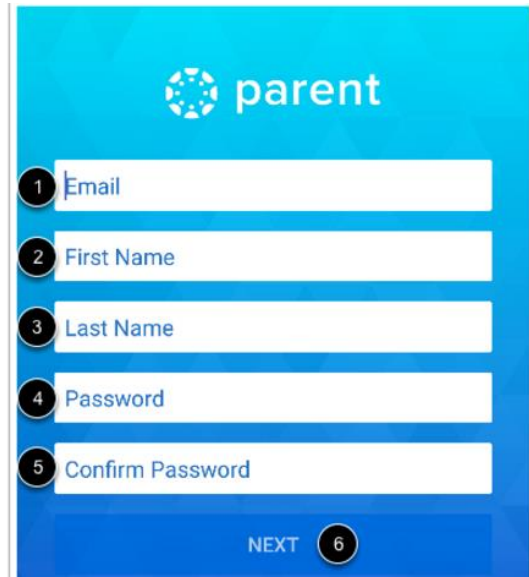 parent
1 Email
2 First Name
3 Last Name
4 Password
5 Confirm Password
NEXT 6